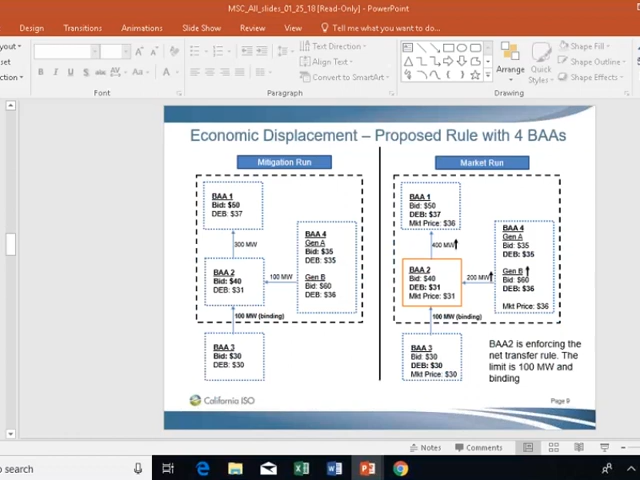 MSC_All_slides_01_25_18 [Read-Only] - PowerPoint
Design
Transitions
Animations
Slide Show
Review
View
Tell me what you want to do...
Text Direction
Align Text
Convert to SmartArt
Arrange
Quick
Styles
Shape Fill
Shape Outline
Shape Effects
Font
Paragraph
Drawing
Economic Displacement – Proposed Rule with 4 BAAs
Mitigation Run
BAA 1
Bid: $50
DEB: $37
300 MW
BAA 2
Bid: $40
DEB: $31
100 MW
BAA 4
Gen A
Bid: $35
DEB: $35
Gen B
Bid: $60
DEB: $36
100 MW (binding)
BAA 3
Bid: $30
DEB: $30
Market Run
BAA 1
Bid: $50
DEB: $37
Mkt Price: $36
400 MW
BAA 2
Bid: $40
DEB: $31
Mkt Price: $31
200 MW
BAA 4
Gen A
Bid: $35
DEB: $35
Gen B
Bid: $60
DEB: $36
Mkt Price: $36
100 MW (binding)
BAA 3
Bid: $30
DEB: $30
Mkt Price: $30
BAA2 is enforcing the
net transfer rule. The
limit is 100 MW and
binding
California ISO
Page 9
Notes
Comments
to search